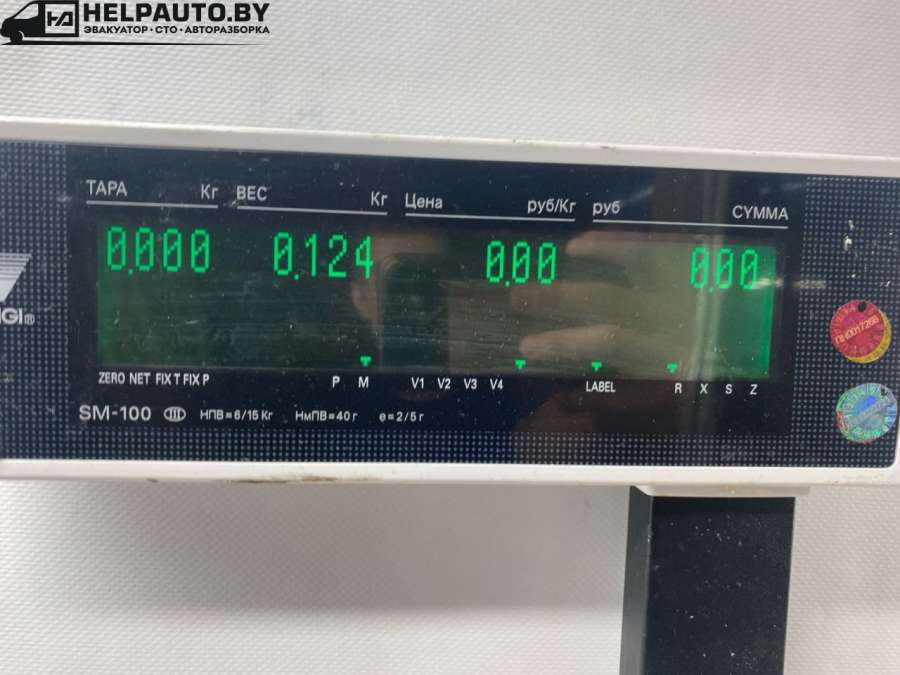 HELPAUTO.BY
ЭВАКУАТОР • СТО • АВТОРАЗБОРКА
ТАРА Кг ВЕС Кг Цена руб/Кг руб СУММА
0.000 0.124 0.00 0.00
ZERO NET FIX T FIX P P M V1 V2 V3 V4 LABEL R X S Z
SM-100 III НПВ=6/15 Кг НмПВ=40 г e=2/5 г